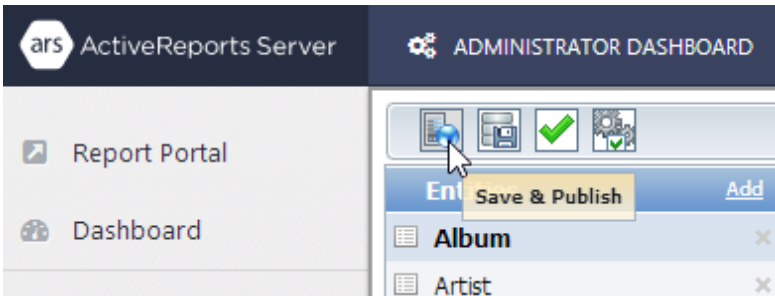 ars ActiveReports Server
ADMINISTRATOR DASHBOARD
Report Portal
Dashboard
Save & Publish
Add
Album
Artist